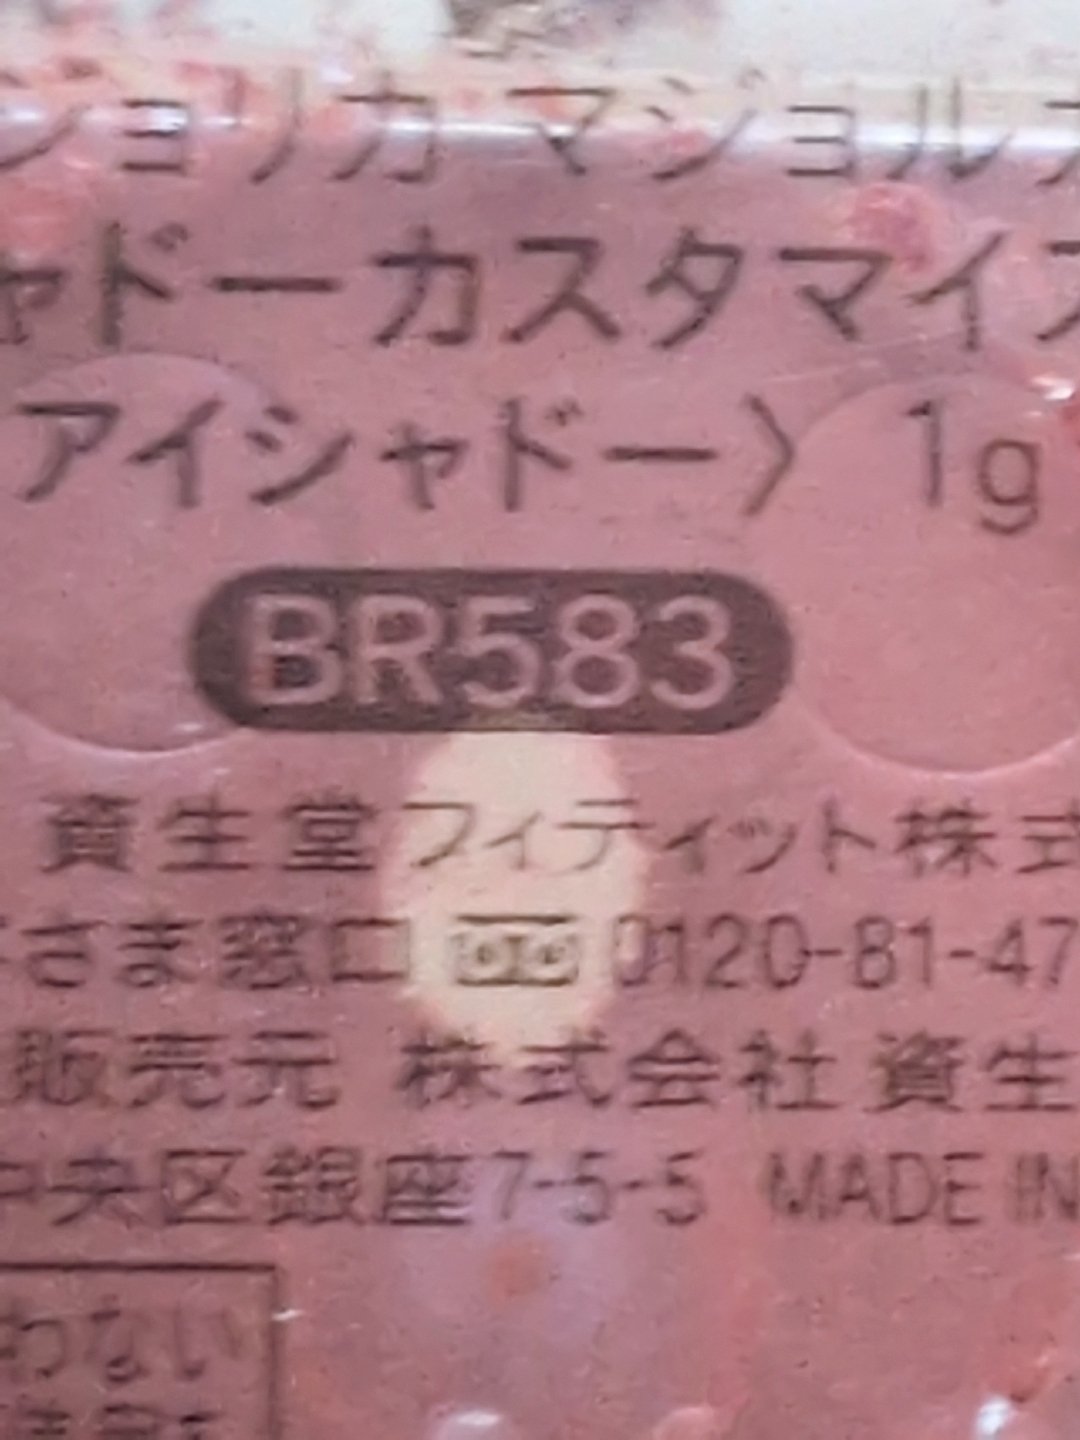 ジョリカ マジョルカ
ャドーカスタマイズ
アイシャドー〉 1g
BR583
資生堂フィティット株式
さま窓口 0120-81-47
販売元 株式会社 資生
中央区銀座7-5-5 MADE IN
わない